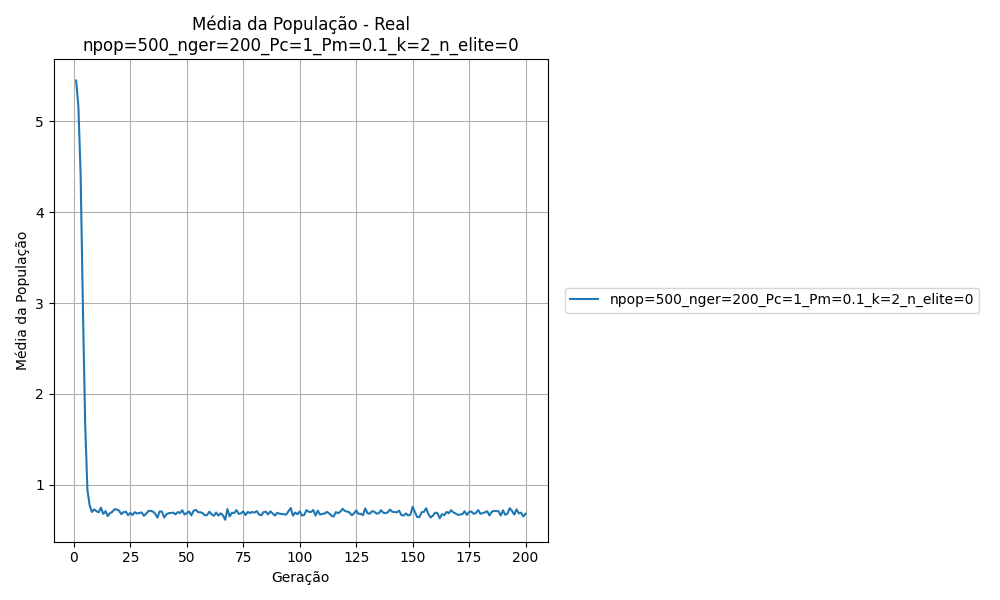 Média da População - Real
npop=500_nger=200_Pc=1_Pm=0.1_k=2_n_elite=0
Média da População
5
4
3
2
1
0 25 50 75 100 125 150 175 200
Geração
npop=500_nger=200_Pc=1_Pm=0.1_k=2_n_elite=0